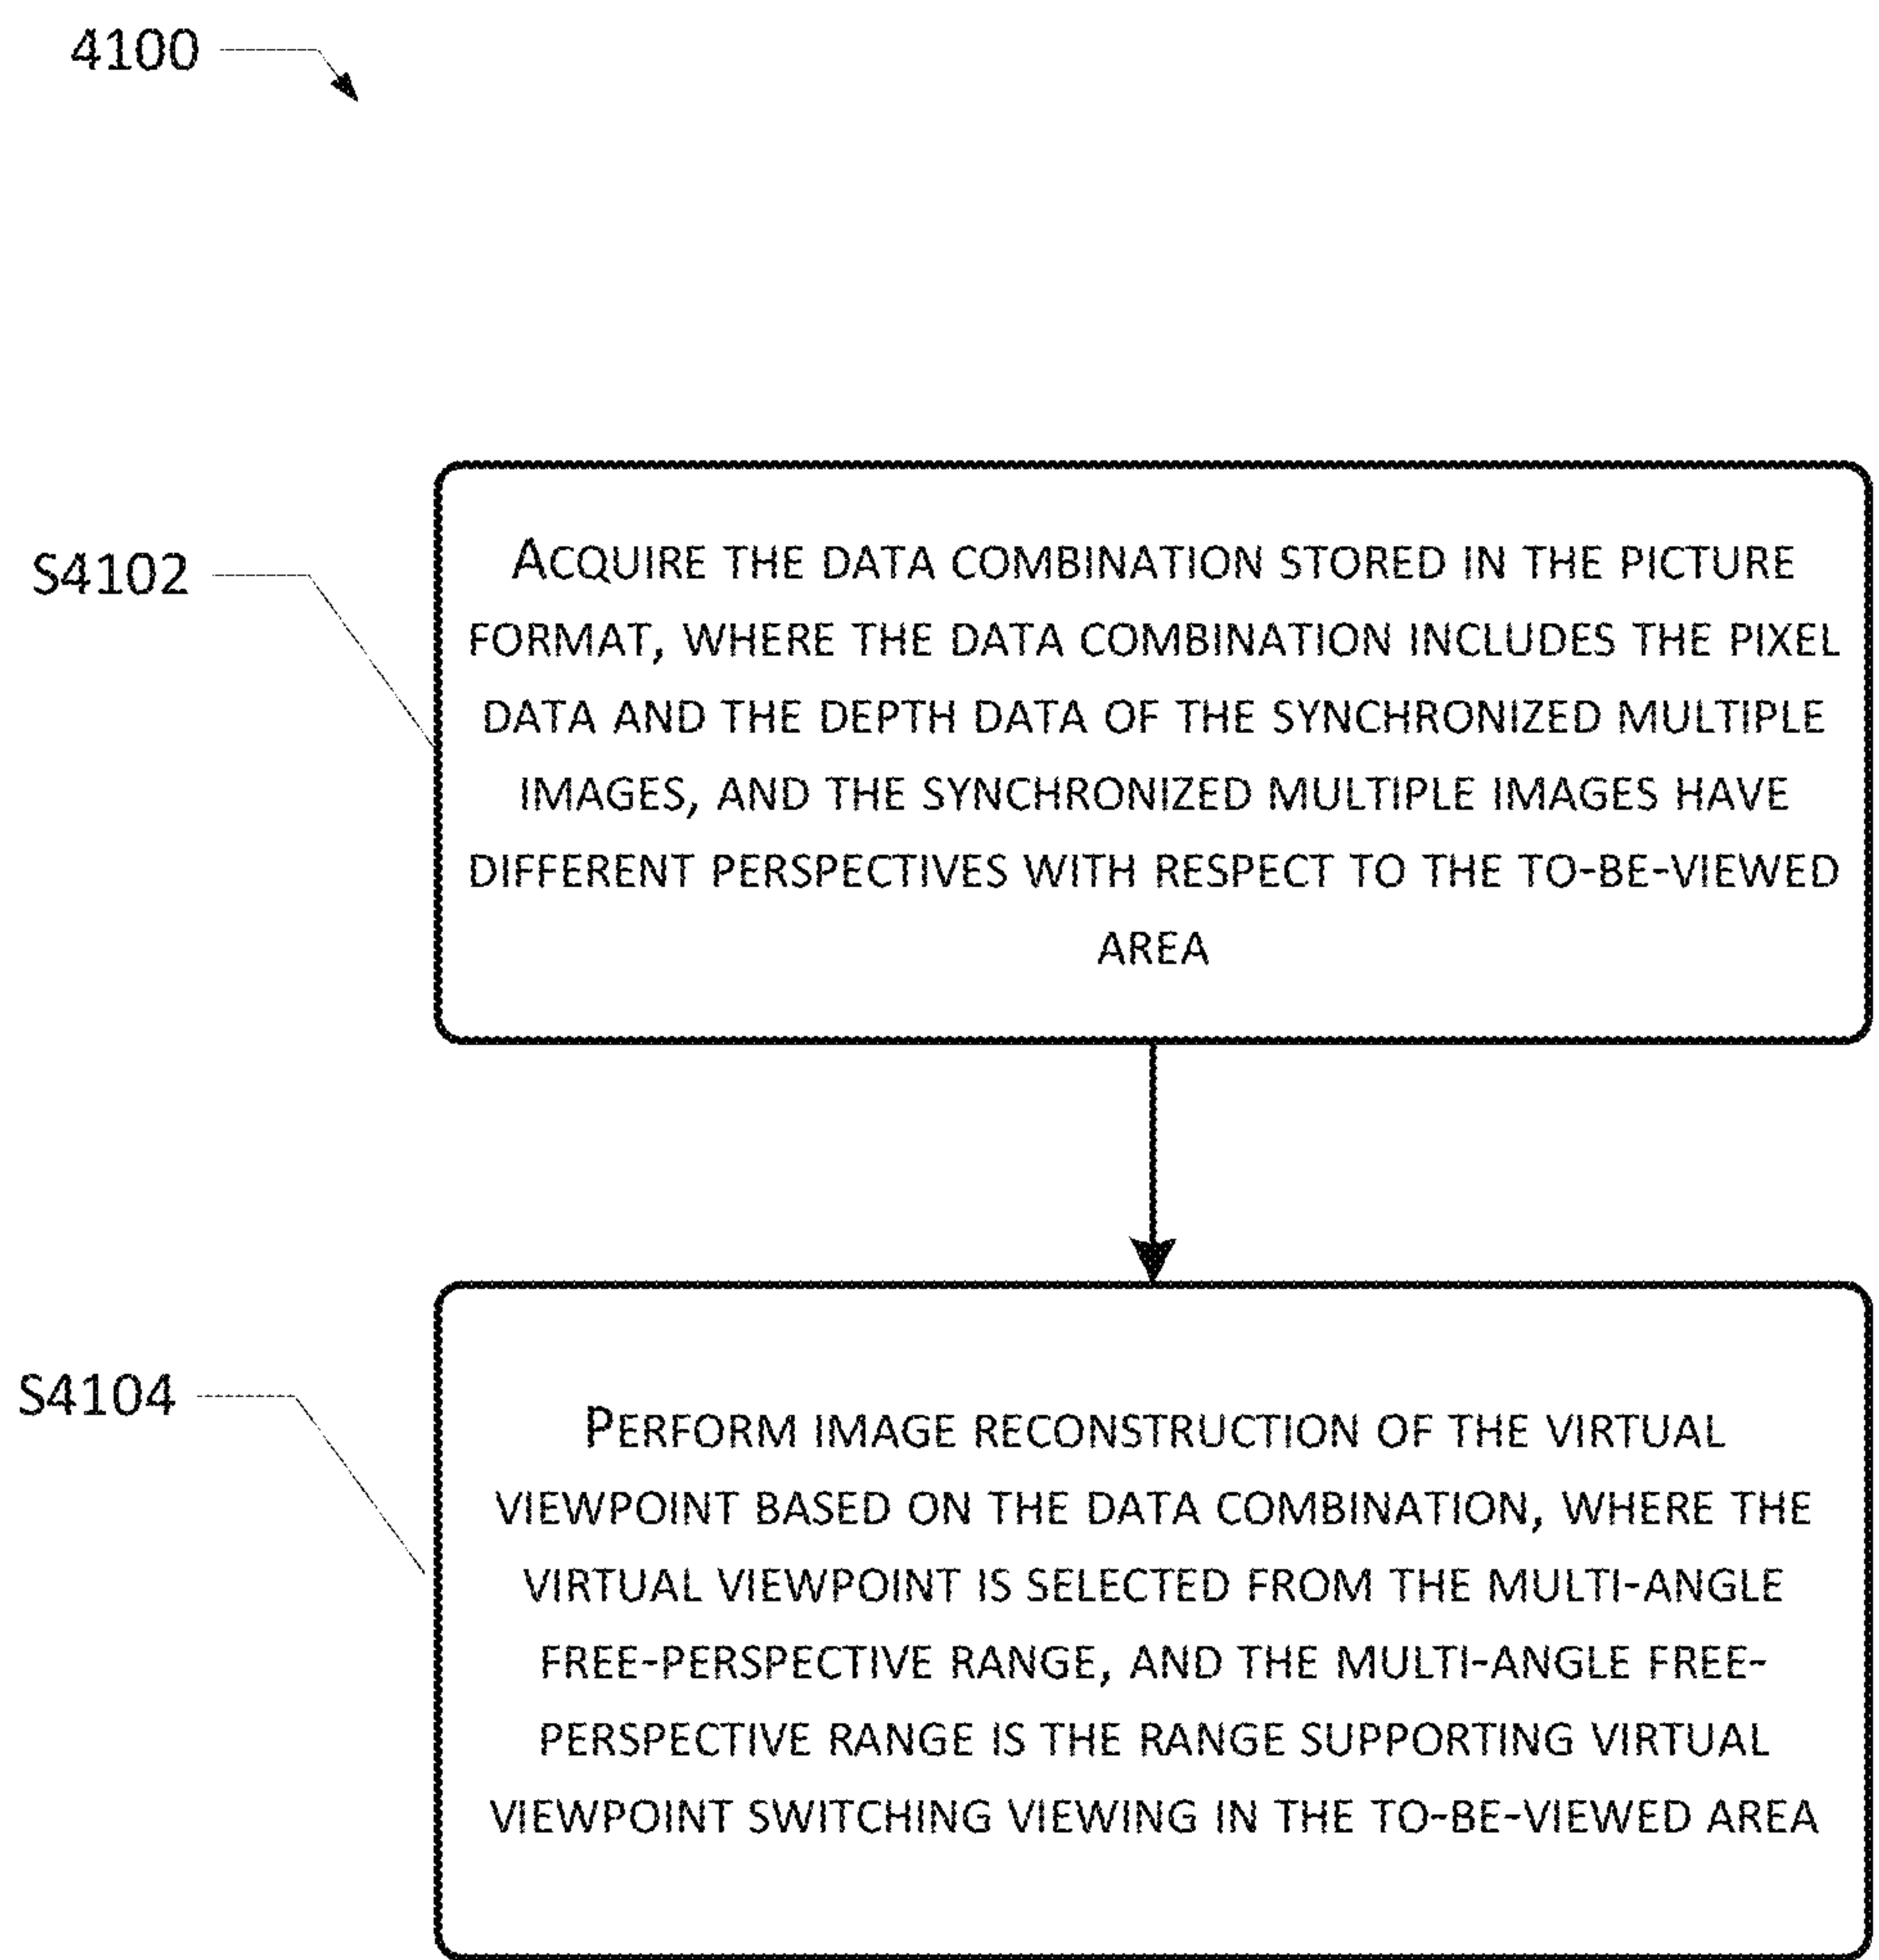 4100
S4102
ACQUIRE THE DATA COMBINATION STORED IN THE PICTURE
FORMAT, WHERE THE DATA COMBINATION INCLUDES THE PIXEL
DATA AND THE DEPTH DATA OF THE SYNCHRONIZED MULTIPLE
IMAGES, AND THE SYNCHRONIZED MULTIPLE IMAGES HAVE
DIFFERENT PERSPECTIVES WITH RESPECT TO THE TO-BE-VIEWED
AREA
S4104
PERFORM IMAGE RECONSTRUCTION OF THE VIRTUAL
VIEWPOINT BASED ON THE DATA COMBINATION, WHERE THE
VIRTUAL VIEWPOINT IS SELECTED FROM THE MULTI-ANGLE
FREE-PERSPECTIVE RANGE, AND THE MULTI-ANGLE FREE-
PERSPECTIVE RANGE IS THE RANGE SUPPORTING VIRTUAL
VIEWPOINT SWITCHING VIEWING IN THE TO-BE-VIEWED AREA